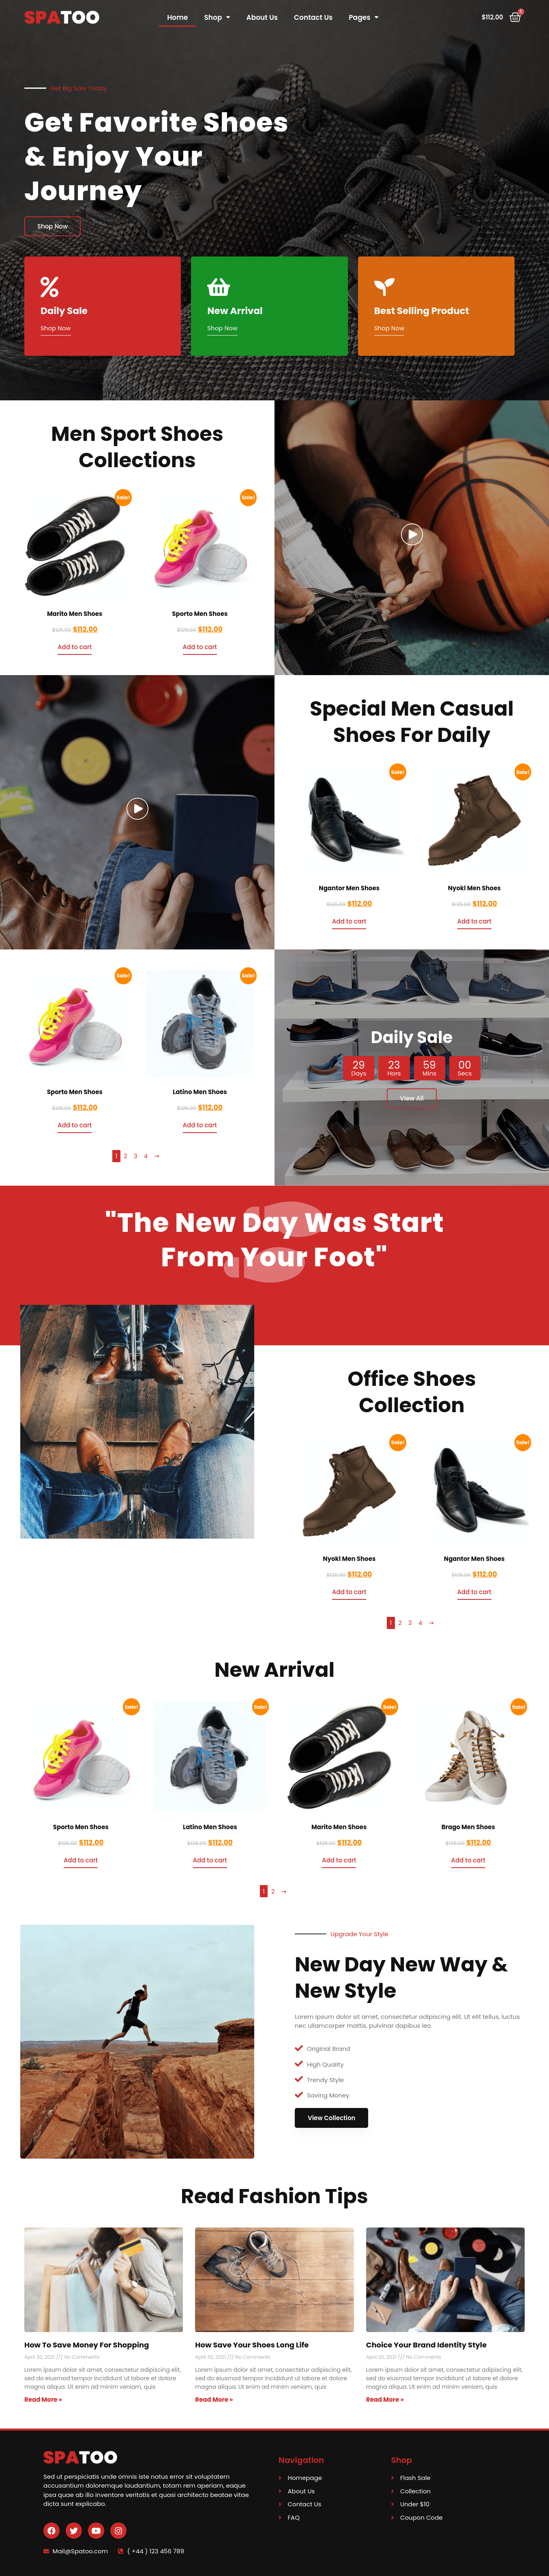 SPATOO
Home Shop About Us Contact Us Pages
$112.00
1
Get Big Sale Today
Get Favorite Shoes
& Enjoy Your
Journey
Shop Now
Daily Sale
Shop Now
New Arrival
Shop Now
Best Selling Product
Shop Now
Men Sport Shoes
Collections
Sale!
Marito Men Shoes
$125.00 $112.00
Add to cart
Sale!
Sporto Men Shoes
$125.00 $112.00
Add to cart
Special Men Casual
Shoes For Daily
Sale!
Ngantor Men Shoes
$125.00 $112.00
Add to cart
Sale!
Nyokl Men Shoes
$125.00 $112.00
Add to cart
Sale!
Sporto Men Shoes
$125.00 $112.00
Add to cart
Sale!
Latino Men Shoes
$125.00 $112.00
Add to cart
1 2 3 4 →
Daily Sale
29 23 59 00
Days Hors Mins Secs
View All
"The New Day Was Start
From Your Foot"
Office Shoes
Collection
Sale!
Nyokl Men Shoes
$125.00 $112.00
Add to cart
Sale!
Ngantor Men Shoes
$125.00 $112.00
Add to cart
1 2 3 4 →
New Arrival
Sale!
Sporto Men Shoes
$125.00 $112.00
Add to cart
Sale!
Latino Men Shoes
$125.00 $112.00
Add to cart
Sale!
Marito Men Shoes
$125.00 $112.00
Add to cart
Sale!
Brago Men Shoes
$125.00 $112.00
Add to cart
1 2 →
Upgrade Your Style
New Day New Way &
New Style
Lorem ipsum dolor sit amet, consectetur adipiscing elit. Ut elit tellus, luctus
nec ullamcorper mattis, pulvinar dapibus leo.
Original Brand
High Quality
Trendy Style
Saving Money
View Collection
Read Fashion Tips
How To Save Money For Shopping
April 30, 2021 /// No Comments
Lorem ipsum dolor sit amet, consectetur adipiscing elit,
sed do eiusmod tempor incididunt ut labore et dolore
magna aliqua. Ut enim ad minim veniam, quis
Read More »
How Save Your Shoes Long Life
April 30, 2021 /// No Comments
Lorem ipsum dolor sit amet, consectetur adipiscing elit,
sed do eiusmod tempor incididunt ut labore et dolore
magna aliqua. Ut enim ad minim veniam, quis
Read More »
Choice Your Brand Identity Style
April 30, 2021 /// No Comments
Lorem ipsum dolor sit amet, consectetur adipiscing elit,
sed do eiusmod tempor incididunt ut labore et dolore
magna aliqua. Ut enim ad minim veniam, quis
Read More »
SPATOO
Sed ut perspiciatis unde omnis iste natus error sit voluptatem
accusantium doloremque laudantium, totam rem aperiam, eaque
ipsa quae ab illo inventore veritatis et quasi architecto beatae vitae
dicta sunt explicabo.
Mail@Spatoo.com ( +44 ) 123 456 789
Navigation
Homepage
About Us
Contact Us
FAQ
Shop
Flash Sale
Collection
Under $10
Coupon Code